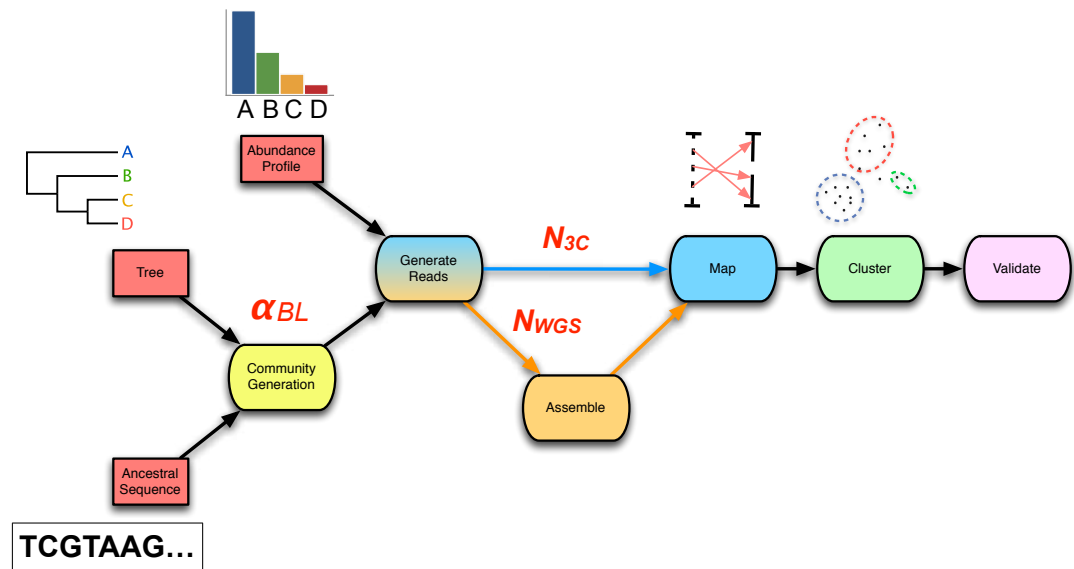 A B C D
Abundance
Profile
A
B
C
D
Tree
Generate
Reads
N3C
Map
Cluster
Validate
αBL
NWGS
Community
Generation
Assemble
Ancestral
Sequence
TCGTAAG…